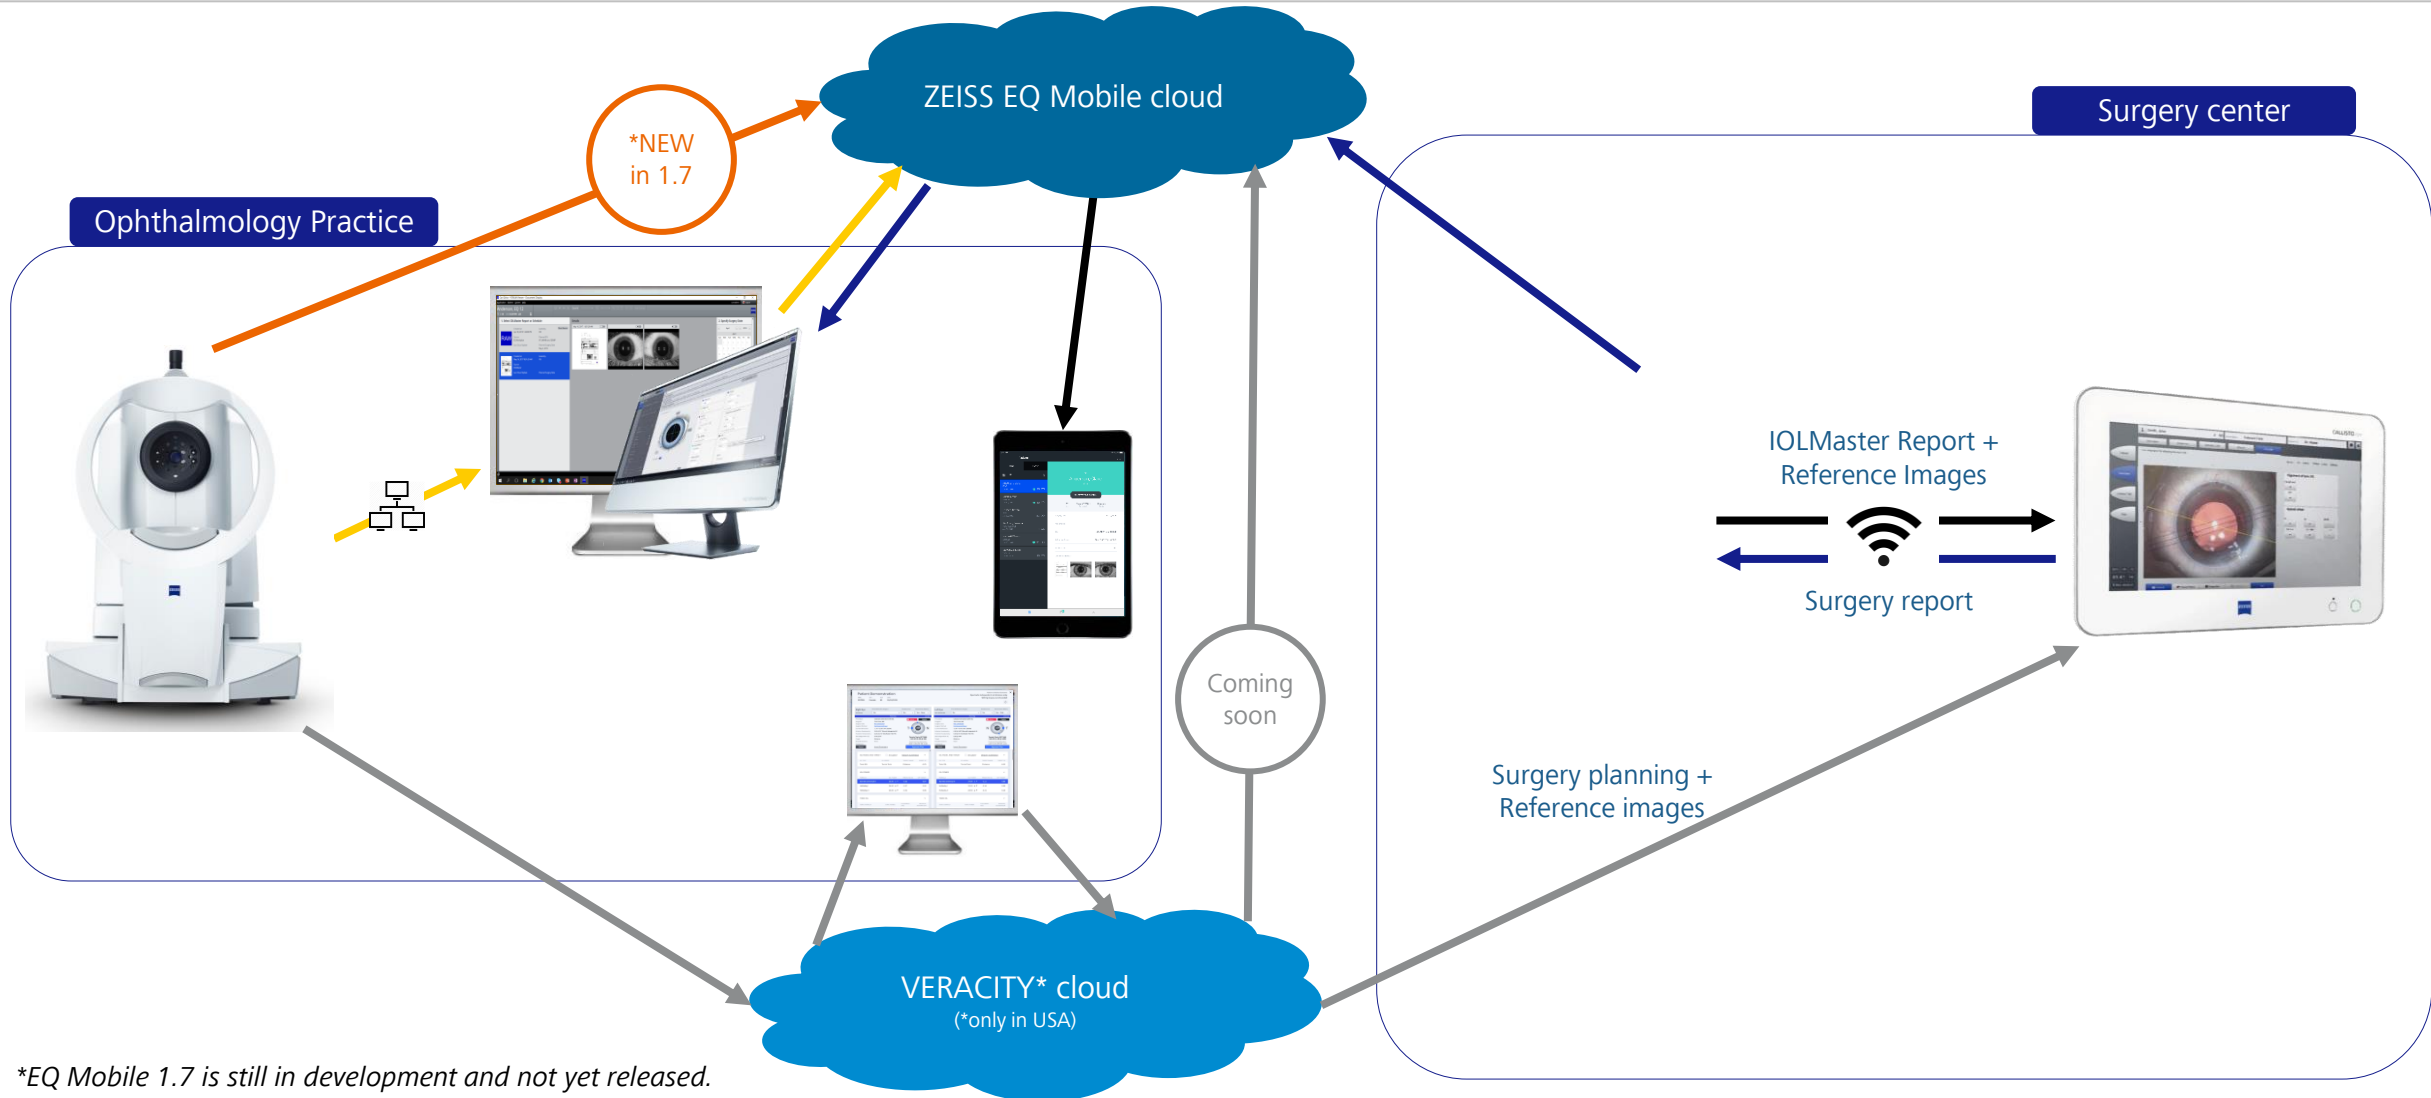 ZEISS EQ Mobile cloud
Surgery center
*NEW
in 1.7
Ophthalmology Practice
IOLMaster Report +
Reference Images
Surgery report
Coming
soon
Surgery planning +
Reference images
VERACITY* cloud
(*only in USA)
*EQ Mobile 1.7 is still in development and not yet released.